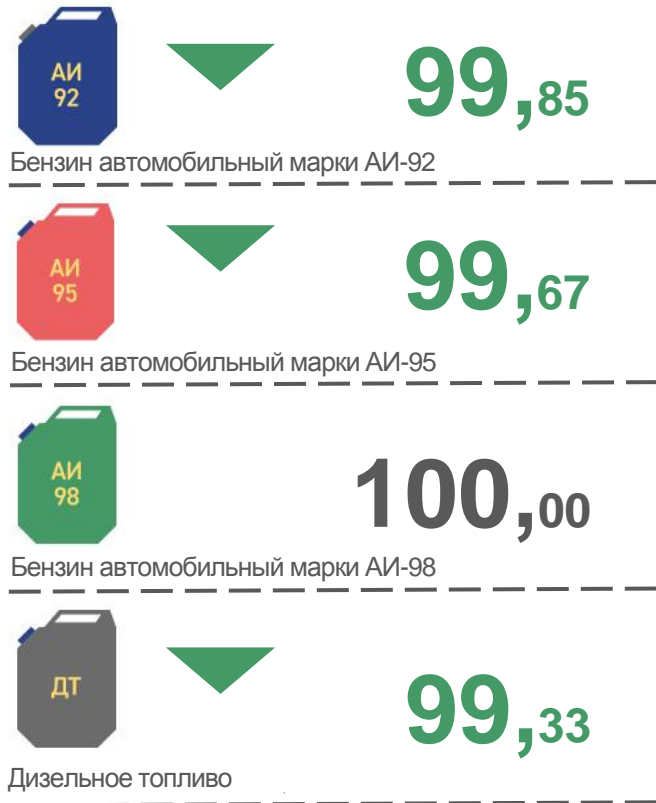 АИ
92
99,85
Бензин автомобильный марки АИ-92
АИ
95
99,67
Бензин автомобильный марки АИ-95
АИ
98
100,00
Бензин автомобильный марки АИ-98
ДТ
99,33
Дизельное топливо